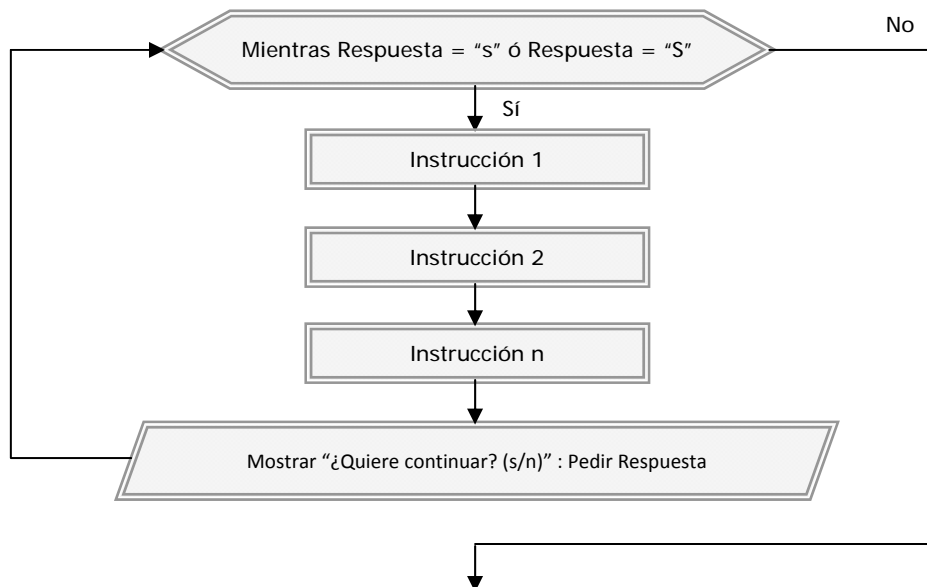 No
Mientras Respuesta = “s” ó Respuesta = “S”
Sí
Instrucción 1
Instrucción 2
Instrucción n
Mostrar “¿Quiere continuar? (s/n)” : Pedir Respuesta